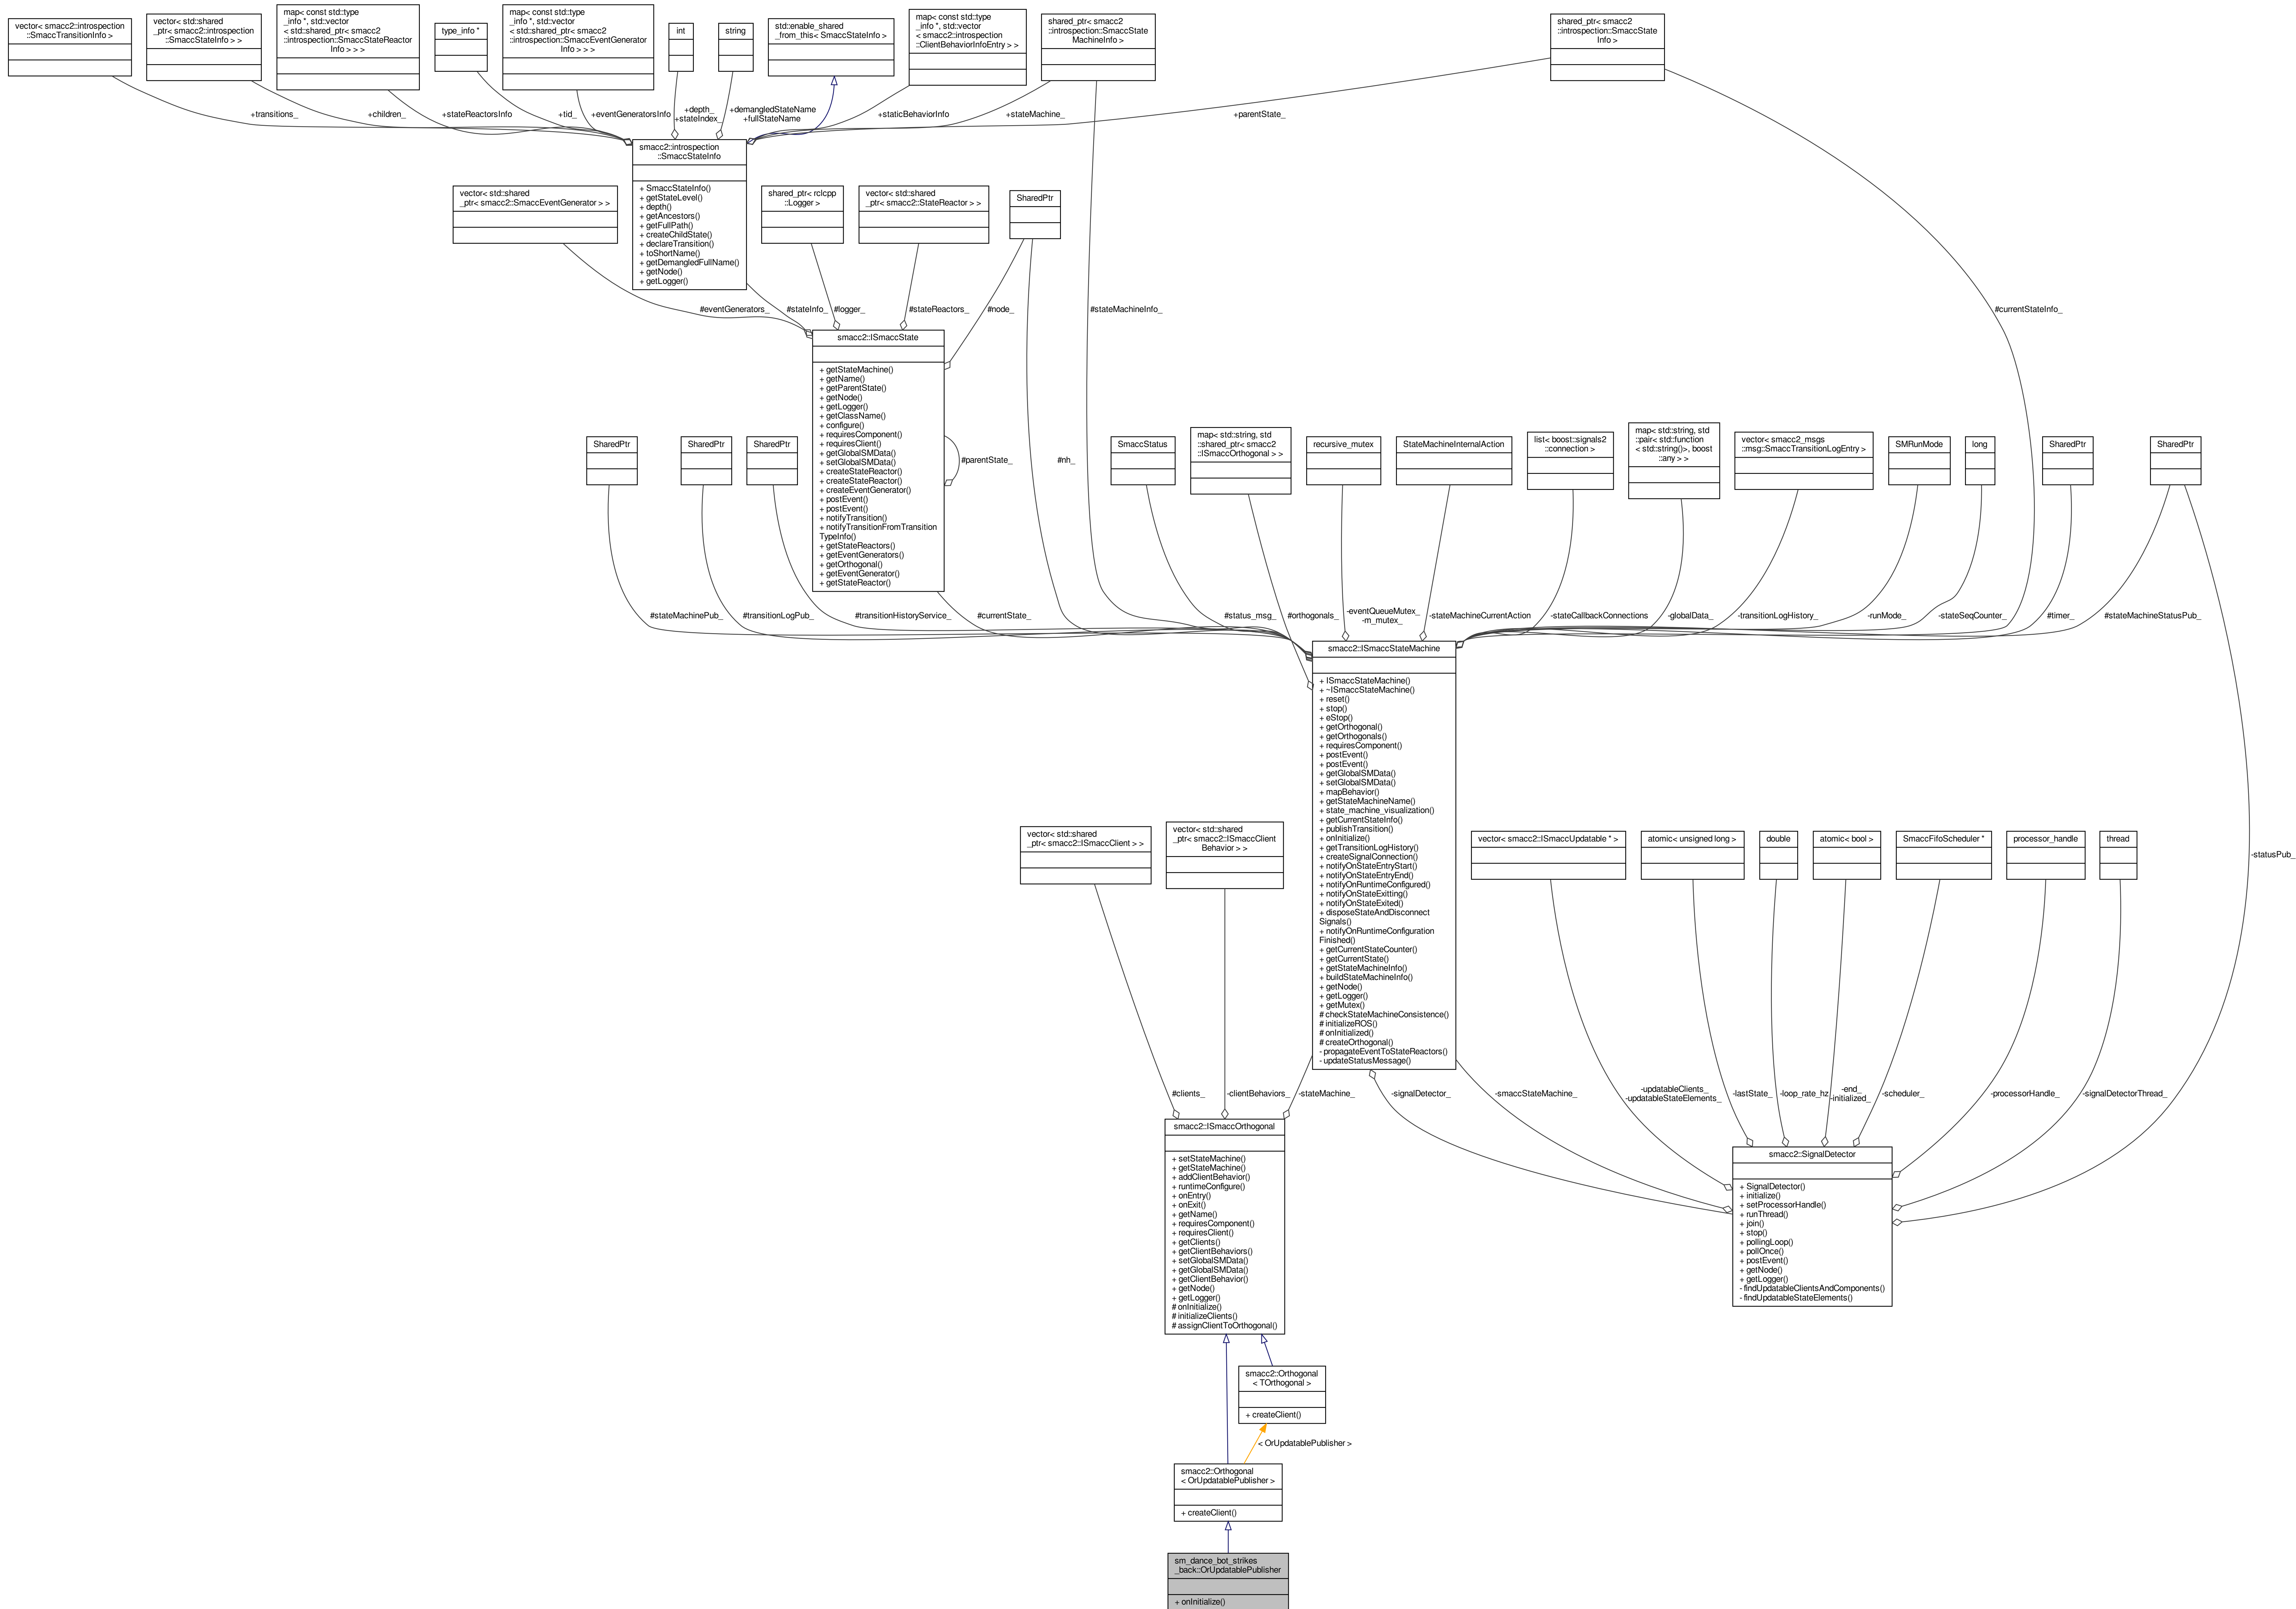 vector< smacc2::introspection
::SmaccTransitionInfo >
vector< std::shared
_ptr< smacc2::introspection
::SmaccStateInfo > >
map< const std::type
_info *, std::vector
< std::shared_ptr< smacc2
::introspection::SmaccStateReactor
Info > > >
type_info *
map< const std::type
_info *, std::vector
< std::shared_ptr< smacc2
::introspection::SmaccEventGenerator
Info > > >
int
string
std::enable_shared
_from_this< SmaccStateInfo >
map< const std::type
_info *, std::vector
< smacc2::introspection
::ClientBehaviorInfoEntry > >
shared_ptr< smacc2
::introspection::SmaccState
MachineInfo >
shared_ptr< smacc2
::introspection::SmaccState
Info >
+transitions_
+children_
+stateReactorsInfo
+tid_
+eventGeneratorsInfo
+depth_
+stateIndex_
+demangledStateName
+fullStateName
+staticBehaviorInfo
+stateMachine_
+parentState_
smacc2::introspection
::SmaccStateInfo
+ SmaccStateInfo()
+ getStateLevel()
+ depth()
+ getAncestors()
+ getFullPath()
+ createChildState()
+ declareTransition()
+ toShortName()
+ getDemangledFullName()
+ getNode()
+ getLogger()
vector< std::shared
_ptr< smacc2::SmaccEventGenerator > >
shared_ptr< rclcpp
::Logger >
vector< std::shared
_ptr< smacc2::StateReactor > >
SharedPtr
#eventGenerators_
#stateInfo_
#logger_
#stateReactors_
#node_
#stateMachineInfo_
#currentStateInfo_
smacc2::ISmaccState
+ getStateMachine()
+ getName()
+ getParentState()
+ getNode()
+ getLogger()
+ getClassName()
+ configure()
+ requiresComponent()
+ requiresClient()
+ getGlobalSMData()
+ setGlobalSMData()
+ createStateReactor()
+ createStateReactor()
+ createEventGenerator()
+ postEvent()
+ postEvent()
+ notifyTransition()
+ notifyTransitionFromTransition
TypeInfo()
+ getStateReactors()
+ getEventGenerators()
+ getOrthogonal()
+ getEventGenerator()
+ getStateReactor()
#parentState_
#nh_
SharedPtr
SharedPtr
SharedPtr
SmaccStatus
map< std::string, std
::shared_ptr< smacc2
::ISmaccOrthogonal > >
recursive_mutex
StateMachineInternalAction
list< boost::signals2
::connection >
map< std::string, std
::pair< std::function
< std::string()>, boost
::any > >
vector< smacc2_msgs
::msg::SmaccTransitionLogEntry >
SMRunMode
long
SharedPtr
SharedPtr
#stateMachinePub_
#transitionLogPub_
#transitionHistoryService_
#currentState_
#status_msg_
#orthogonals_
-eventQueueMutex_
-m_mutex_
-stateMachineCurrentAction
-stateCallbackConnections
-globalData_
-transitionLogHistory_
-runMode_
-stateSeqCounter_
#timer_
#stateMachineStatusPub_
smacc2::ISmaccStateMachine
+ ISmaccStateMachine()
+ ~ISmaccStateMachine()
+ reset()
+ stop()
+ eStop()
+ getOrthogonal()
+ getOrthogonals()
+ requiresComponent()
+ postEvent()
+ postEvent()
+ getGlobalSMData()
+ setGlobalSMData()
+ mapBehavior()
+ getStateMachineName()
+ state_machine_visualization()
+ getCurrentStateInfo()
+ publishTransition()
+ onInitialize()
+ getTransitionLogHistory()
+ createSignalConnection()
+ notifyOnStateEntryStart()
+ notifyOnStateEntryEnd()
+ notifyOnRuntimeConfigured()
+ notifyOnStateExitting()
+ notifyOnStateExited()
+ disposeStateAndDisconnect
Signals()
+ notifyOnRuntimeConfiguration
Finished()
+ getCurrentStateCounter()
+ getCurrentState()
+ getStateMachineInfo()
+ buildStateMachineInfo()
+ getNode()
+ getLogger()
+ getMutex()
# checkStateMachineConsistence()
# initializeROS()
# onInitialized()
# createOrthogonal()
- propagateEventToStateReactors()
- updateStatusMessage()
vector< std::shared
_ptr< smacc2::ISmaccClient > >
vector< std::shared
_ptr< smacc2::ISmaccClient
Behavior > >
vector< smacc2::ISmaccUpdatable * >
atomic< unsigned long >
double
atomic< bool >
SmaccFifoScheduler *
processor_handle
thread
-statusPub_
#clients_
-clientBehaviors_
-stateMachine_
-signalDetector_
-smaccStateMachine_
-updatableClients_
-updatableStateElements_
-lastState_
-loop_rate_hz
-end_
-initialized_
-scheduler_
-processorHandle_
-signalDetectorThread_
smacc2::ISmaccOrthogonal
+ setStateMachine()
+ getStateMachine()
+ addClientBehavior()
+ runtimeConfigure()
+ onEntry()
+ onExit()
+ getName()
+ requiresComponent()
+ requiresClient()
+ getClients()
+ getClientBehaviors()
+ setGlobalSMData()
+ getGlobalSMData()
+ getClientBehavior()
+ getNode()
+ getLogger()
# onInitialize()
# initializeClients()
# assignClientToOrthogonal()
smacc2::SignalDetector
+ SignalDetector()
+ initialize()
+ setProcessorHandle()
+ runThread()
+ join()
+ stop()
+ pollingLoop()
+ pollOnce()
+ postEvent()
+ getNode()
+ getLogger()
- findUpdatableClientsAndComponents()
- findUpdatableStateElements()
smacc2::Orthogonal
< TOrthogonal >
+ createClient()
< OrUpdatablePublisher >
smacc2::Orthogonal
< OrUpdatablePublisher >
+ createClient()
sm_dance_bot_strikes
_back::OrUpdatablePublisher
+ onInitialize()